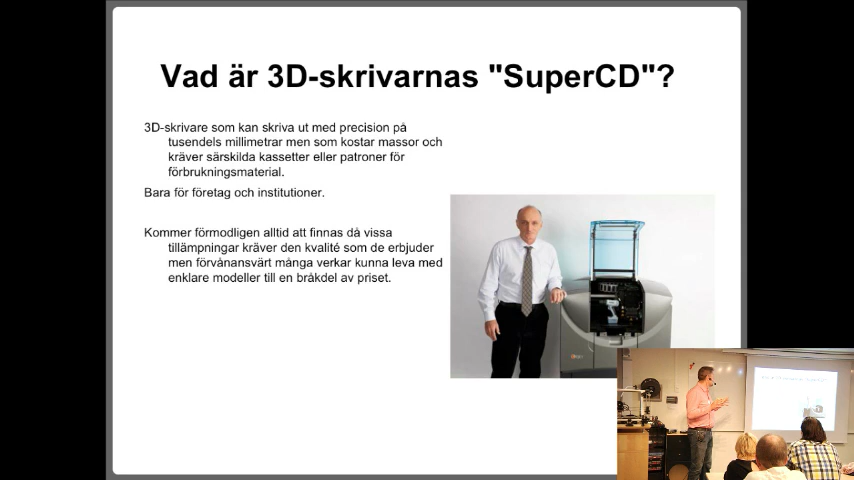 Vad är 3D-skrivarnas "SuperCD"?
3D-skrivare som kan skriva ut med precision på
tusendels millimetrar men som kostar massor och
kräver särskilda kassetter eller patroner för
förbrukningsmaterial.
Bara för företag och institutioner.
Kommer förmodligen alltid att finnas då vissa
tillämpningar kräver den kvalité som de erbjuder
men förvånansvärt många verkar kunna leva med
enklare modeller till en bråkdel av priset.